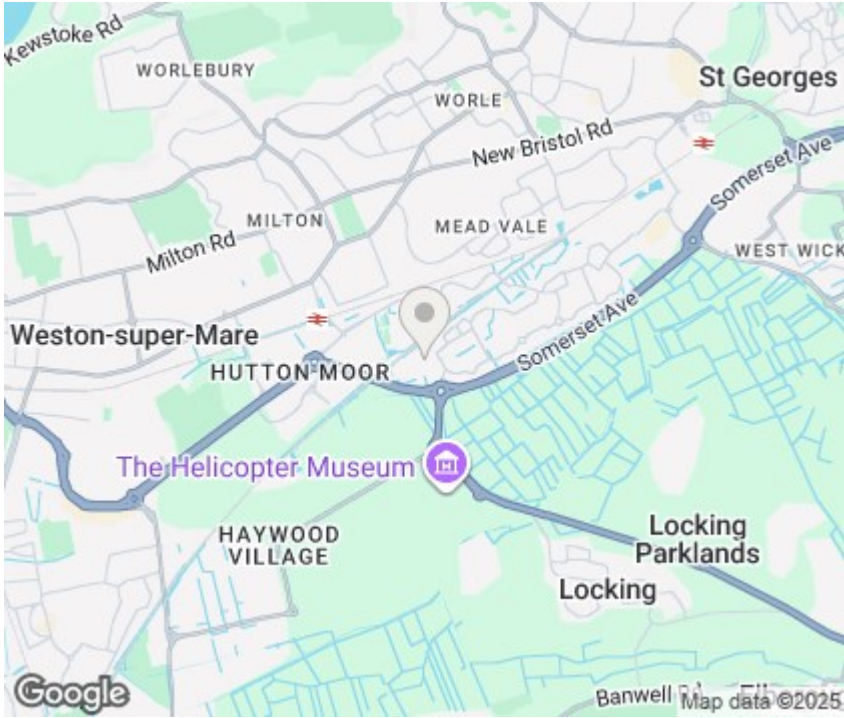 Kewstoke Rd
WORLEBURY
St Georges
WORLE
New Bristol Rd
Somerset Ave
MILTON
MEAD VALE
Milton Rd
WEST WICK
Weston-super-Mare
Somerset Ave
HUTTON MOOR
The Helicopter Museum
HAYWOOD
VILLAGE
Locking
Parklands
Locking
Google
Banwell
Map data ©2025